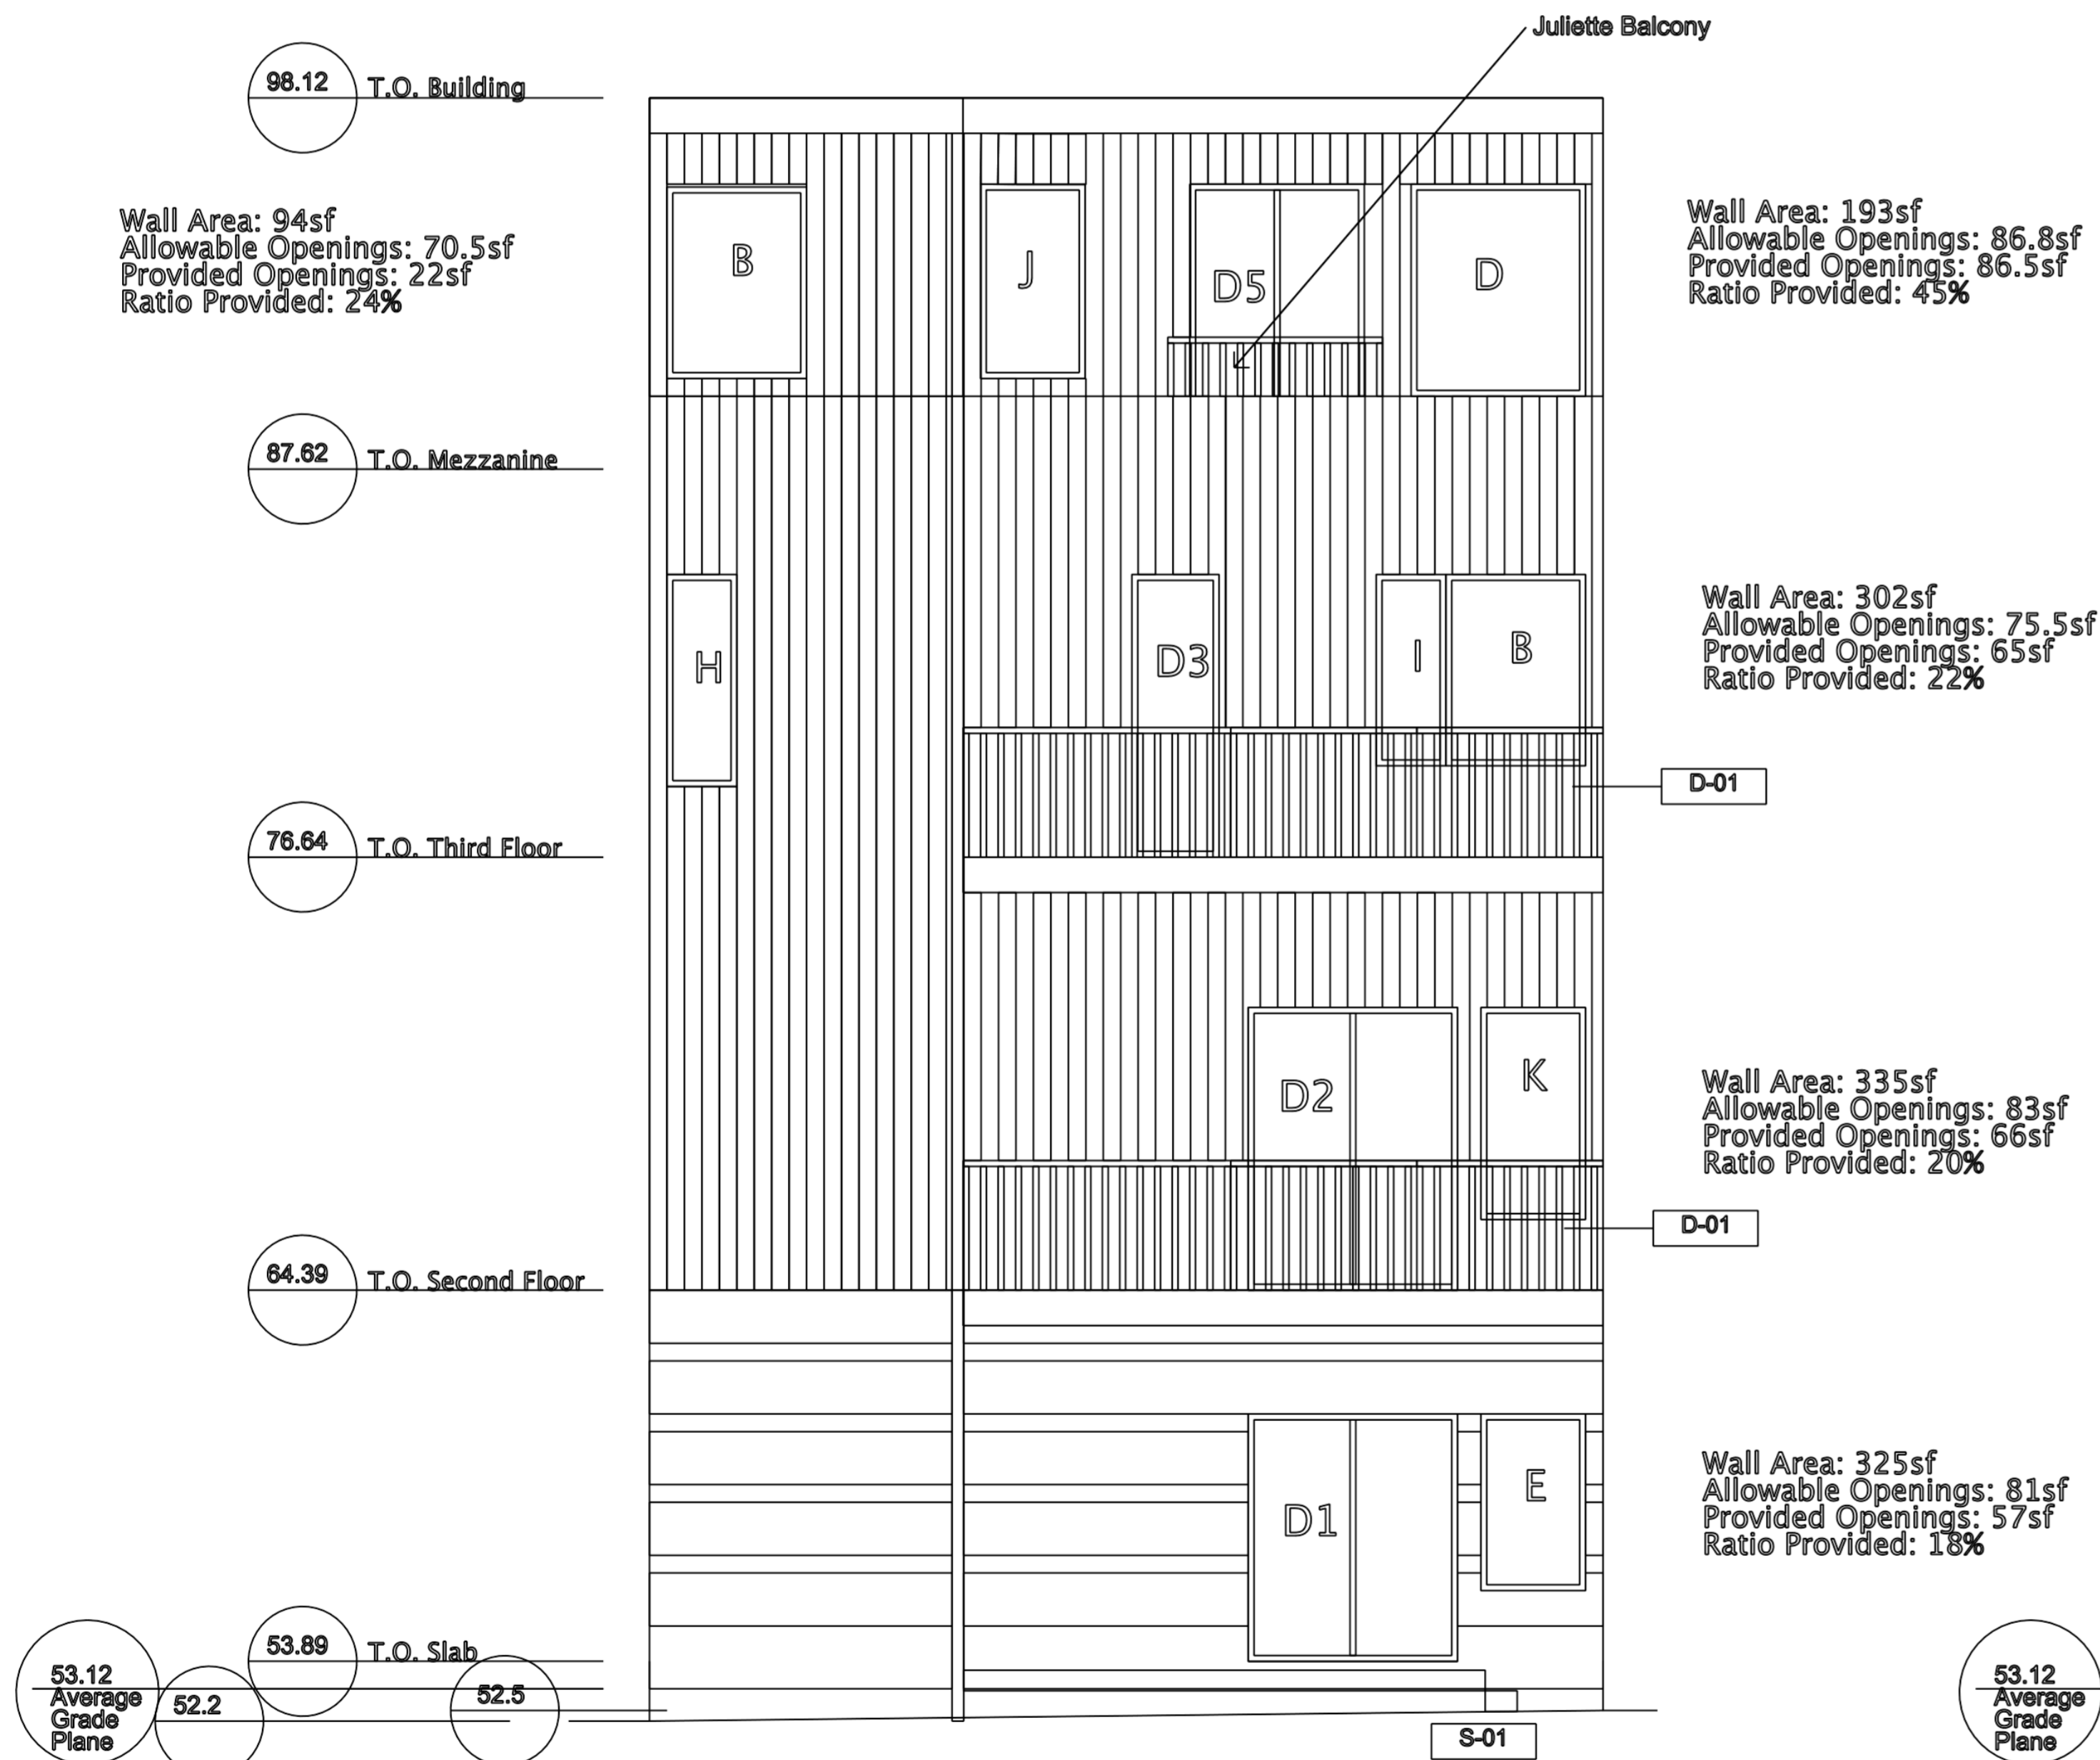 Juliette Balcony
98.12
T.O. Building
Wall Area: 94sf
Allowable Openings: 70.5sf
Provided Openings: 22sf
Ratio Provided: 24%
B
J
D5
D
Wall Area: 193sf
Allowable Openings: 86.8sf
Provided Openings: 86.5sf
Ratio Provided: 45%
87.62
T.O. Mezzanine
H
D3
I
B
Wall Area: 302sf
Allowable Openings: 75.5sf
Provided Openings: 65sf
Ratio Provided: 22%
D-01
76.64
T.O. Third Floor
D2
K
Wall Area: 335sf
Allowable Openings: 83sf
Provided Openings: 66sf
Ratio Provided: 20%
D-01
64.39
T.O. Second Floor
D1
E
Wall Area: 325sf
Allowable Openings: 81sf
Provided Openings: 57sf
Ratio Provided: 18%
53.89
T.O. Slab
53.12
Average
Grade
Plane
52.2
52.5
S-01
53.12
Average
Grade
Plane